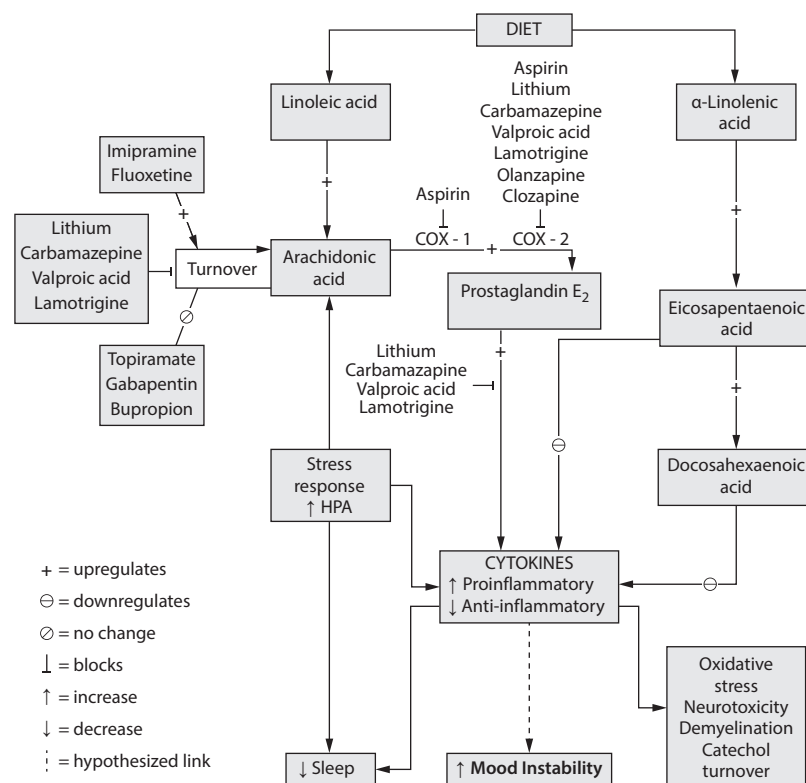 DIET
Linoleic acid
Aspirin
Lithium
Carbamazepine
Valproic acid
Lamotrigine
Olanzapine
Clozapine
α-Linolenic
acid
Imipramine
Fluoxetine
+
+
+
Aspirin
COX - 1
+
COX - 2
Lithium
Carbamazepine
Valproic acid
Lamotrigine
Turnover
Arachidonic
acid
Prostaglandin E₂
Eicosapentaenoic
acid
Topiramate
Gabapentin
Bupropion
+
Lithium
Carbamazapine
Valproic acid
Lamotrigine
+
Stress
response
↑ HPA
Docosahexaenoic
acid
CYTOKINES
↑ Proinflammatory
↓ Anti-inflammatory
+ = upregulates
⊖ = downregulates
⊘ = no change
⊥ = blocks
↑ = increase
↓ = decrease
¦ = hypothesized link
Oxidative
stress
Neurotoxicity
Demyelination
Catechol
turnover
↓ Sleep
↑ Mood Instability